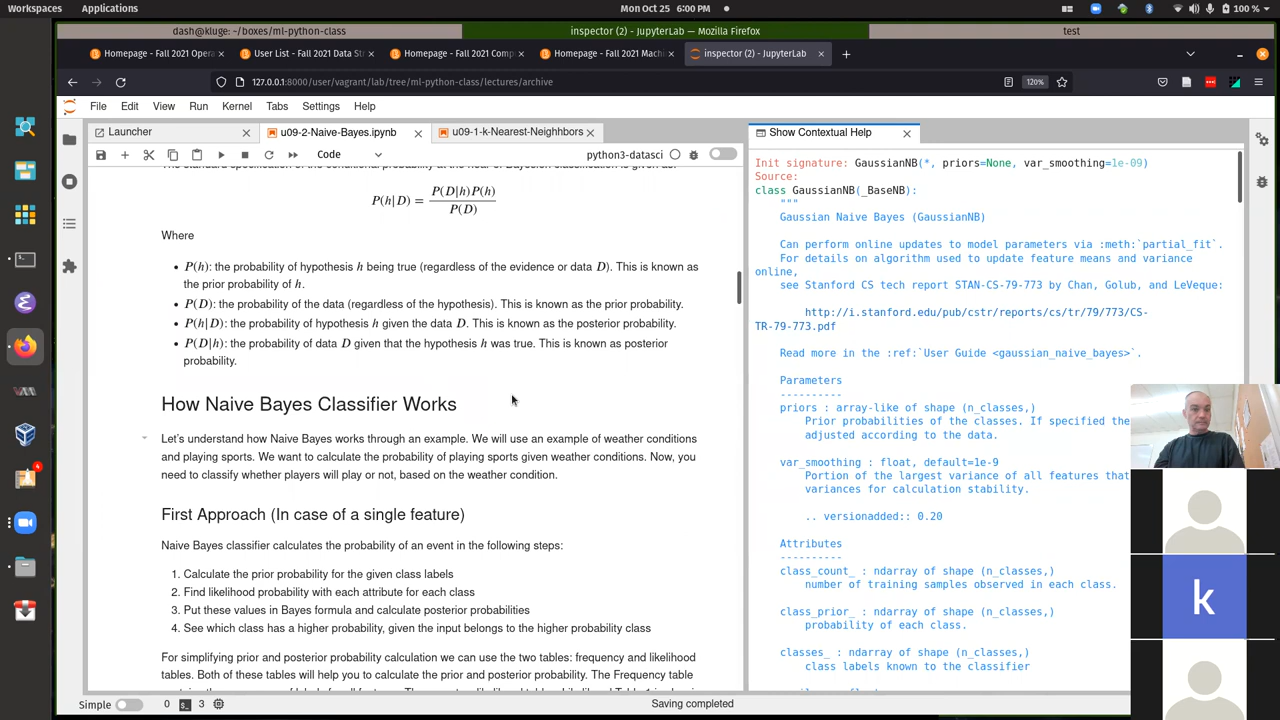 Workspaces Applications Mon Oct 25 6:00 PM 100 %
dash@kluge: ~/boxes/ml-python-class inspector (2) - JupyterLab — Mozilla Firefox test
Homepage - Fall 2021 Opera User List - Fall 2021 Data St Homepage - Fall 2021 Comp Homepage - Fall 2021 Machi inspector (2) - JupyterLab
127.0.0.1:8000/user/vagrant/lab/tree/ml-python-class/lectures/archive 120%
File Edit View Run Kernel Tabs Settings Help
Launcher u09-2-Naive-Bayes.ipynb u09-1-k-Nearest-Neighhbors Show Contextual Help
Code python3-datasci
P(h|D) = P(D|h)P(h) / P(D)
Where
• P(h): the probability of hypothesis h being true (regardless of the evidence or data D). This is known as
the prior probability of h.
• P(D): the probability of the data (regardless of the hypothesis). This is known as the prior probability.
• P(h|D): the probability of hypothesis h given the data D. This is known as the posterior probability.
• P(D|h): the probability of data D given that the hypothesis h was true. This is known as posterior
probability.
How Naive Bayes Classifier Works
Let's understand how Naive Bayes works through an example. We will use an example of weather conditions
and playing sports. We want to calculate the probability of playing sports given weather conditions. Now, you
need to classify whether players will play or not, based on the weather condition.
First Approach (In case of a single feature)
Naive Bayes classifier calculates the probability of an event in the following steps:
1. Calculate the prior probability for the given class labels
2. Find likelihood probability with each attribute for each class
3. Put these values in Bayes formula and calculate posterior probabilities
4. See which class has a higher probability, given the input belongs to the higher probability class
For simplifying prior and posterior probability calculation we can use the two tables: frequency and likelihood
tables. Both of these tables will help you to calculate the prior and posterior probability. The Frequency table
Init signature: GaussianNB(*, priors=None, var_smoothing=1e-09)
Source:
class GaussianNB(_BaseNB):
"""
Gaussian Naive Bayes (GaussianNB)
Can perform online updates to model parameters via :meth:`partial_fit`.
For details on algorithm used to update feature means and variance
online,
see Stanford CS tech report STAN-CS-79-773 by Chan, Golub, and LeVeque:
http://i.stanford.edu/pub/cstr/reports/cs/tr/79/773/CS-
TR-79-773.pdf
Read more in the :ref:`User Guide <gaussian_naive_bayes>`.
Parameters
----------
priors : array-like of shape (n_classes,)
Prior probabilities of the classes. If specified the
adjusted according to the data.
var_smoothing : float, default=1e-9
Portion of the largest variance of all features that
variances for calculation stability.
.. versionadded:: 0.20
Attributes
----------
class_count_ : ndarray of shape (n_classes,)
number of training samples observed in each class.
class_prior_ : ndarray of shape (n_classes,)
probability of each class.
classes_ : ndarray of shape (n_classes,)
class labels known to the classifier
k
4
Simple 0 3 Saving completed